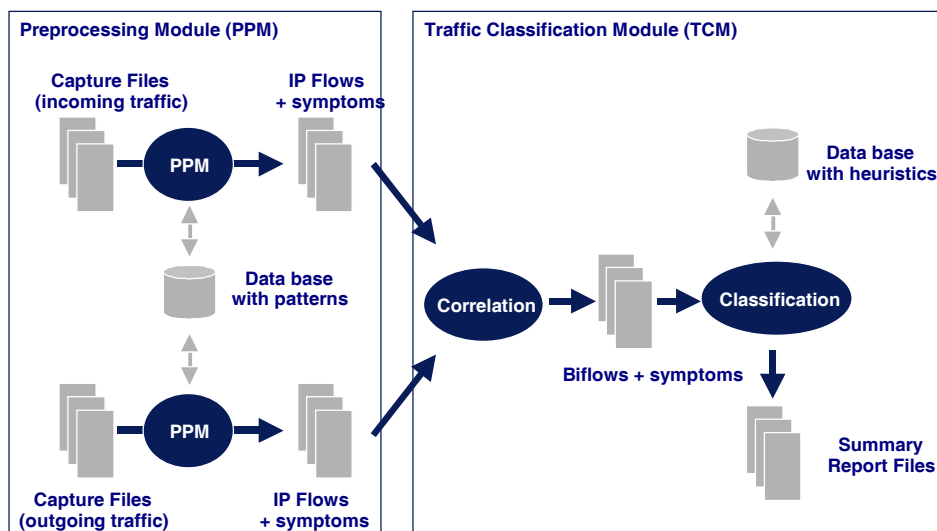 Preprocessing Module (PPM)
Capture Files
(incoming traffic)
IP Flows
+ symptoms
PPM
Data base
with patterns
PPM
Capture Files
(outgoing traffic)
IP Flows
+ symptoms
Traffic Classification Module (TCM)
Data base
with heuristics
Correlation
Classification
Biflows + symptoms
Summary
Report Files